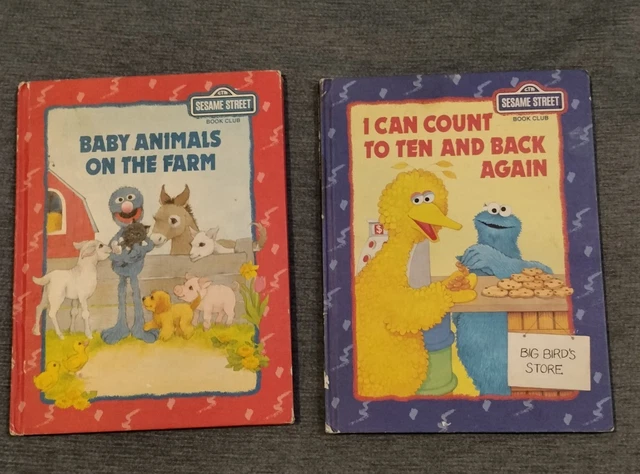 SESAME STREET
BOOK CLUB
BABY ANIMALS
ON THE FARM
CTW
SESAME STREET
BOOK CLUB
I CAN COUNT
TO TEN AND BACK
AGAIN
$
BIG BIRD'S
STORE